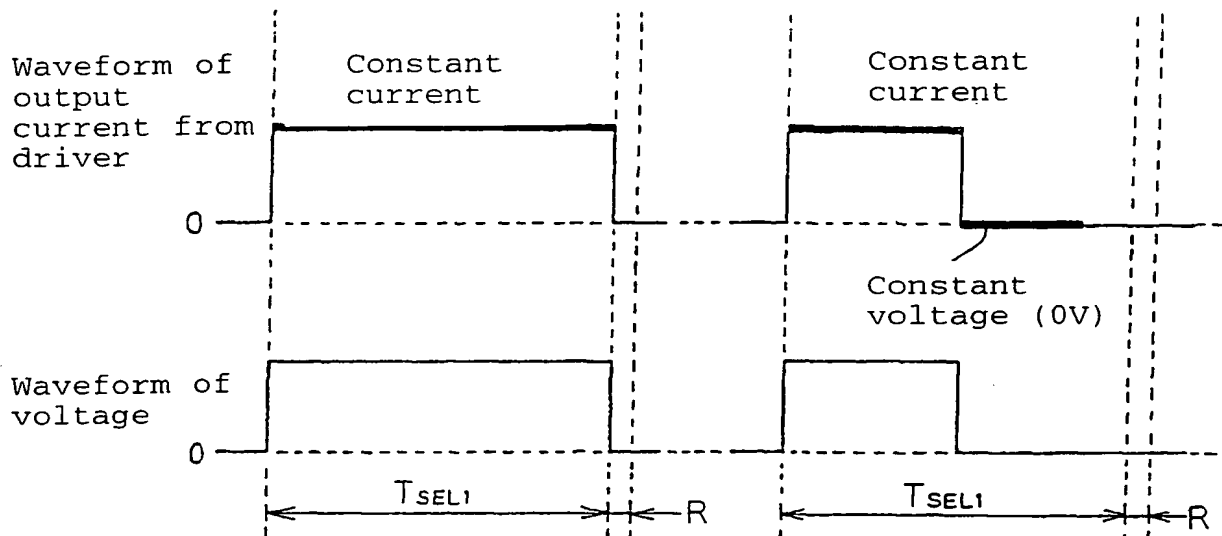 Waveform of
output
current from
driver
Constant
current
Constant
current
0
Constant
voltage (0V)
Waveform of
voltage
0
TSEL1
R
TSEL1
R